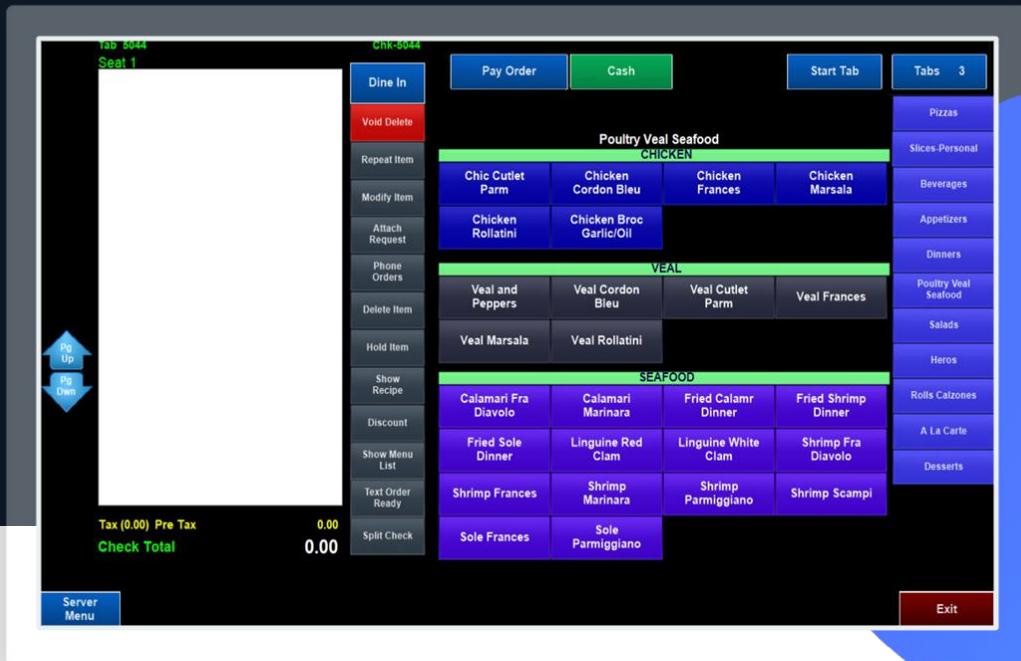 Tab 5044
Chk-5044
Seat 1
Dine In
Void Delete
Repeat Item
Modify Item
Attach
Request
Phone
Orders
Delete Item
Hold Item
Show
Recipe
Discount
Show Menu
List
Text Order
Ready
Split Check
Pg
Up
Pg
Dwn
Tax (0.00) Pre Tax 0.00
Check Total 0.00
Server
Menu
Pay Order
Cash
Start Tab
Tabs 3
Poultry Veal Seafood
CHICKEN
Chic Cutlet
Parm
Chicken
Cordon Bleu
Chicken
Frances
Chicken
Marsala
Chicken
Rollatini
Chicken Broc
Garlic/Oil
VEAL
Veal and
Peppers
Veal Cordon
Bleu
Veal Cutlet
Parm
Veal Frances
Veal Marsala
Veal Rollatini
SEAFOOD
Calamari Fra
Diavolo
Calamari
Marinara
Fried Calamr
Dinner
Fried Shrimp
Dinner
Fried Sole
Dinner
Linguine Red
Clam
Linguine White
Clam
Shrimp Fra
Diavolo
Shrimp Frances
Shrimp
Marinara
Shrimp
Parmiggiano
Shrimp Scampi
Sole Frances
Sole
Parmiggiano
Pizzas
Slices-Personal
Beverages
Appetizers
Dinners
Poultry Veal
Seafood
Salads
Heros
Rolls Calzones
A La Carte
Desserts
Exit